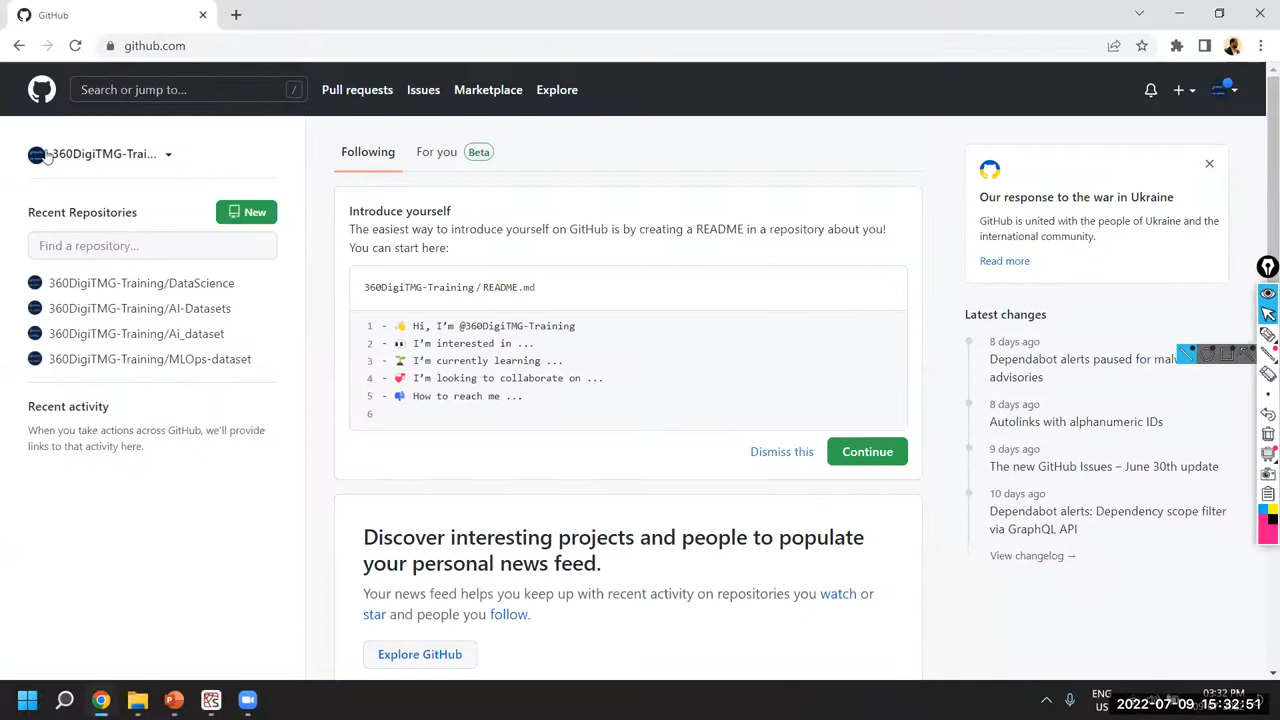 GitHub
github.com
Search or jump to...
/
Pull requests
Issues
Marketplace
Explore
360DigiTMG-Trai...
Recent Repositories
New
Find a repository...
360DigiTMG-Training/DataScience
360DigiTMG-Training/AI-Datasets
360DigiTMG-Training/Ai_dataset
360DigiTMG-Training/MLOps-dataset
Recent activity
When you take actions across GitHub, we'll provide
links to that activity here.
Following
For you
Beta
Introduce yourself
The easiest way to introduce yourself on GitHub is by creating a README in a repository about you!
You can start here:
360DigiTMG-Training / README.md
1 - 👋 Hi, I'm @360DigiTMG-Training
2 - 👀 I'm interested in ...
3 - 🌱 I'm currently learning ...
4 - 💞️ I'm looking to collaborate on ...
5 - 📫 How to reach me ...
6
Dismiss this
Continue
Discover interesting projects and people to populate
your personal news feed.
Your news feed helps you keep up with recent activity on repositories you watch or
star and people you follow.
Explore GitHub
Our response to the war in Ukraine
GitHub is united with the people of Ukraine and the
international community.
Read more
Latest changes
8 days ago
Dependabot alerts paused for
advisories
8 days ago
Autolinks with alphanumeric IDs
9 days ago
The new GitHub Issues – June 30th update
10 days ago
Dependabot alerts: Dependency scope filter
via GraphQL API
View changelog →
ENG
US
03:32 PM
2022-07-09 15:32:51